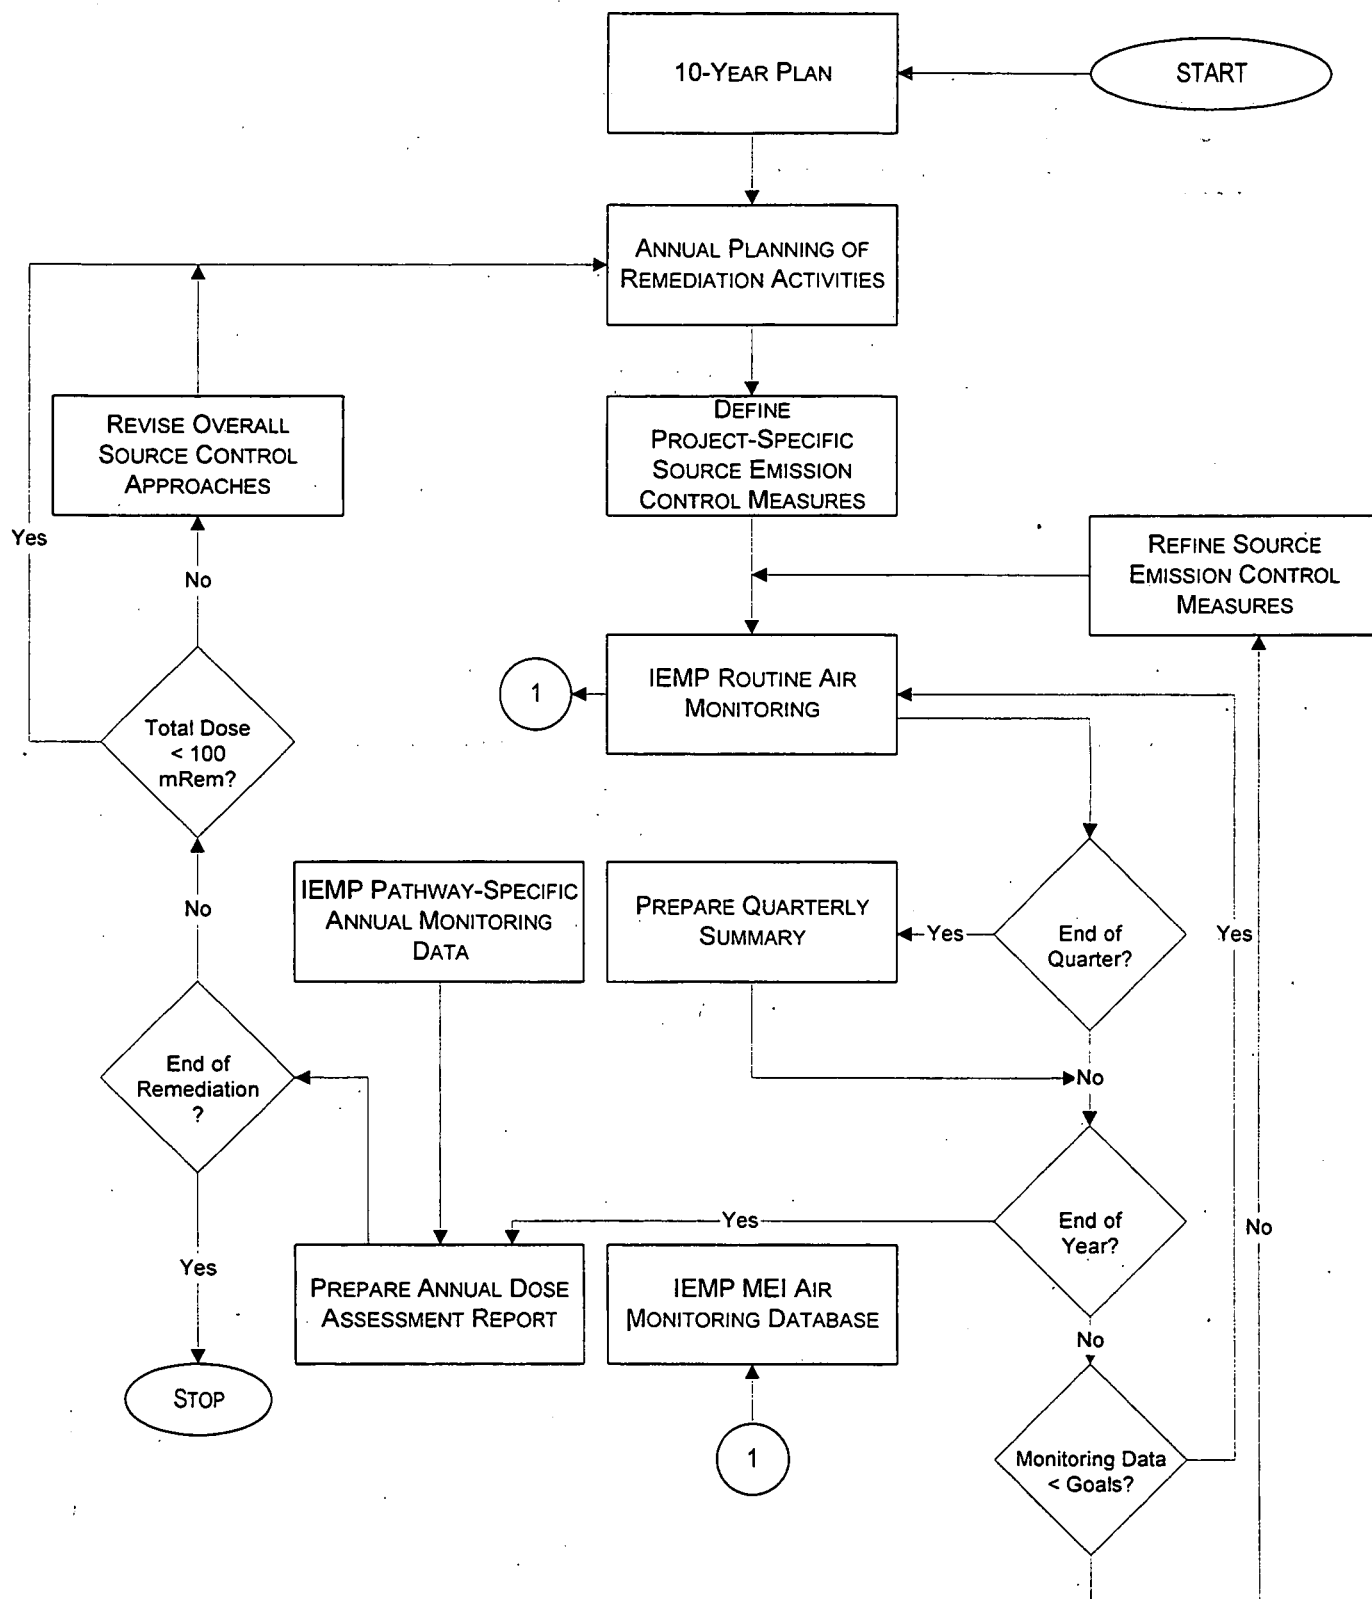 10-YEAR PLAN
START
ANNUAL PLANNING OF
REMEDIATION ACTIVITIES
REVISE OVERALL
SOURCE CONTROL
APPROACHES
DEFINE
PROJECT-SPECIFIC
SOURCE EMISSION
CONTROL MEASURES
Yes
No
REFINE SOURCE
EMISSION CONTROL
MEASURES
1
IEMP ROUTINE AIR
MONITORING
Total Dose
< 100
mRem?
No
IEMP PATHWAY-SPECIFIC
ANNUAL MONITORING
DATA
PREPARE QUARTERLY
SUMMARY
Yes
End of
Quarter?
Yes
End of
Remediation
?
No
Yes
End of
Year?
No
Yes
PREPARE ANNUAL DOSE
ASSESSMENT REPORT
IEMP MEI AIR
MONITORING DATABASE
No
STOP
1
Monitoring Data
< Goals?